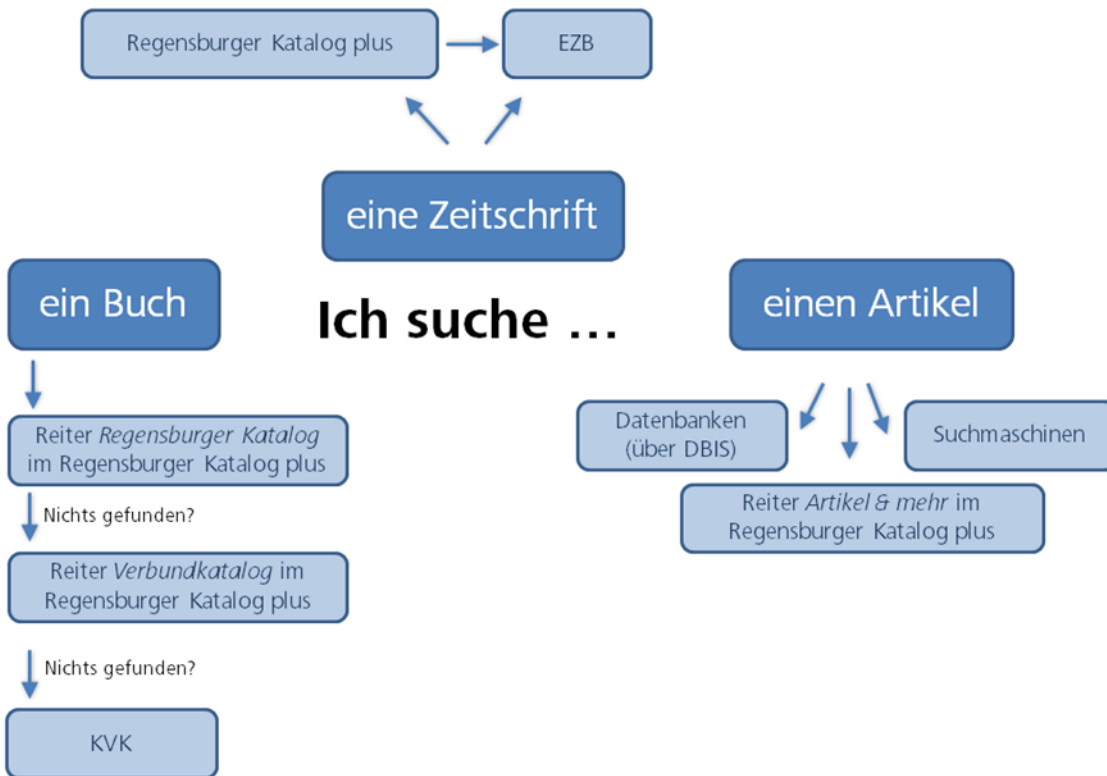 Regensburger Katalog plus
EZB
eine Zeitschrift
Ich suche ...
ein Buch
Reiter Regensburger Katalog
im Regensburger Katalog plus
Nichts gefunden?
Reiter Verbundkatalog im
Regensburger Katalog plus
Nichts gefunden?
KVK
einen Artikel
Datenbanken
(über DBIS)
Suchmaschinen
Reiter Artikel & mehr im
Regensburger Katalog plus